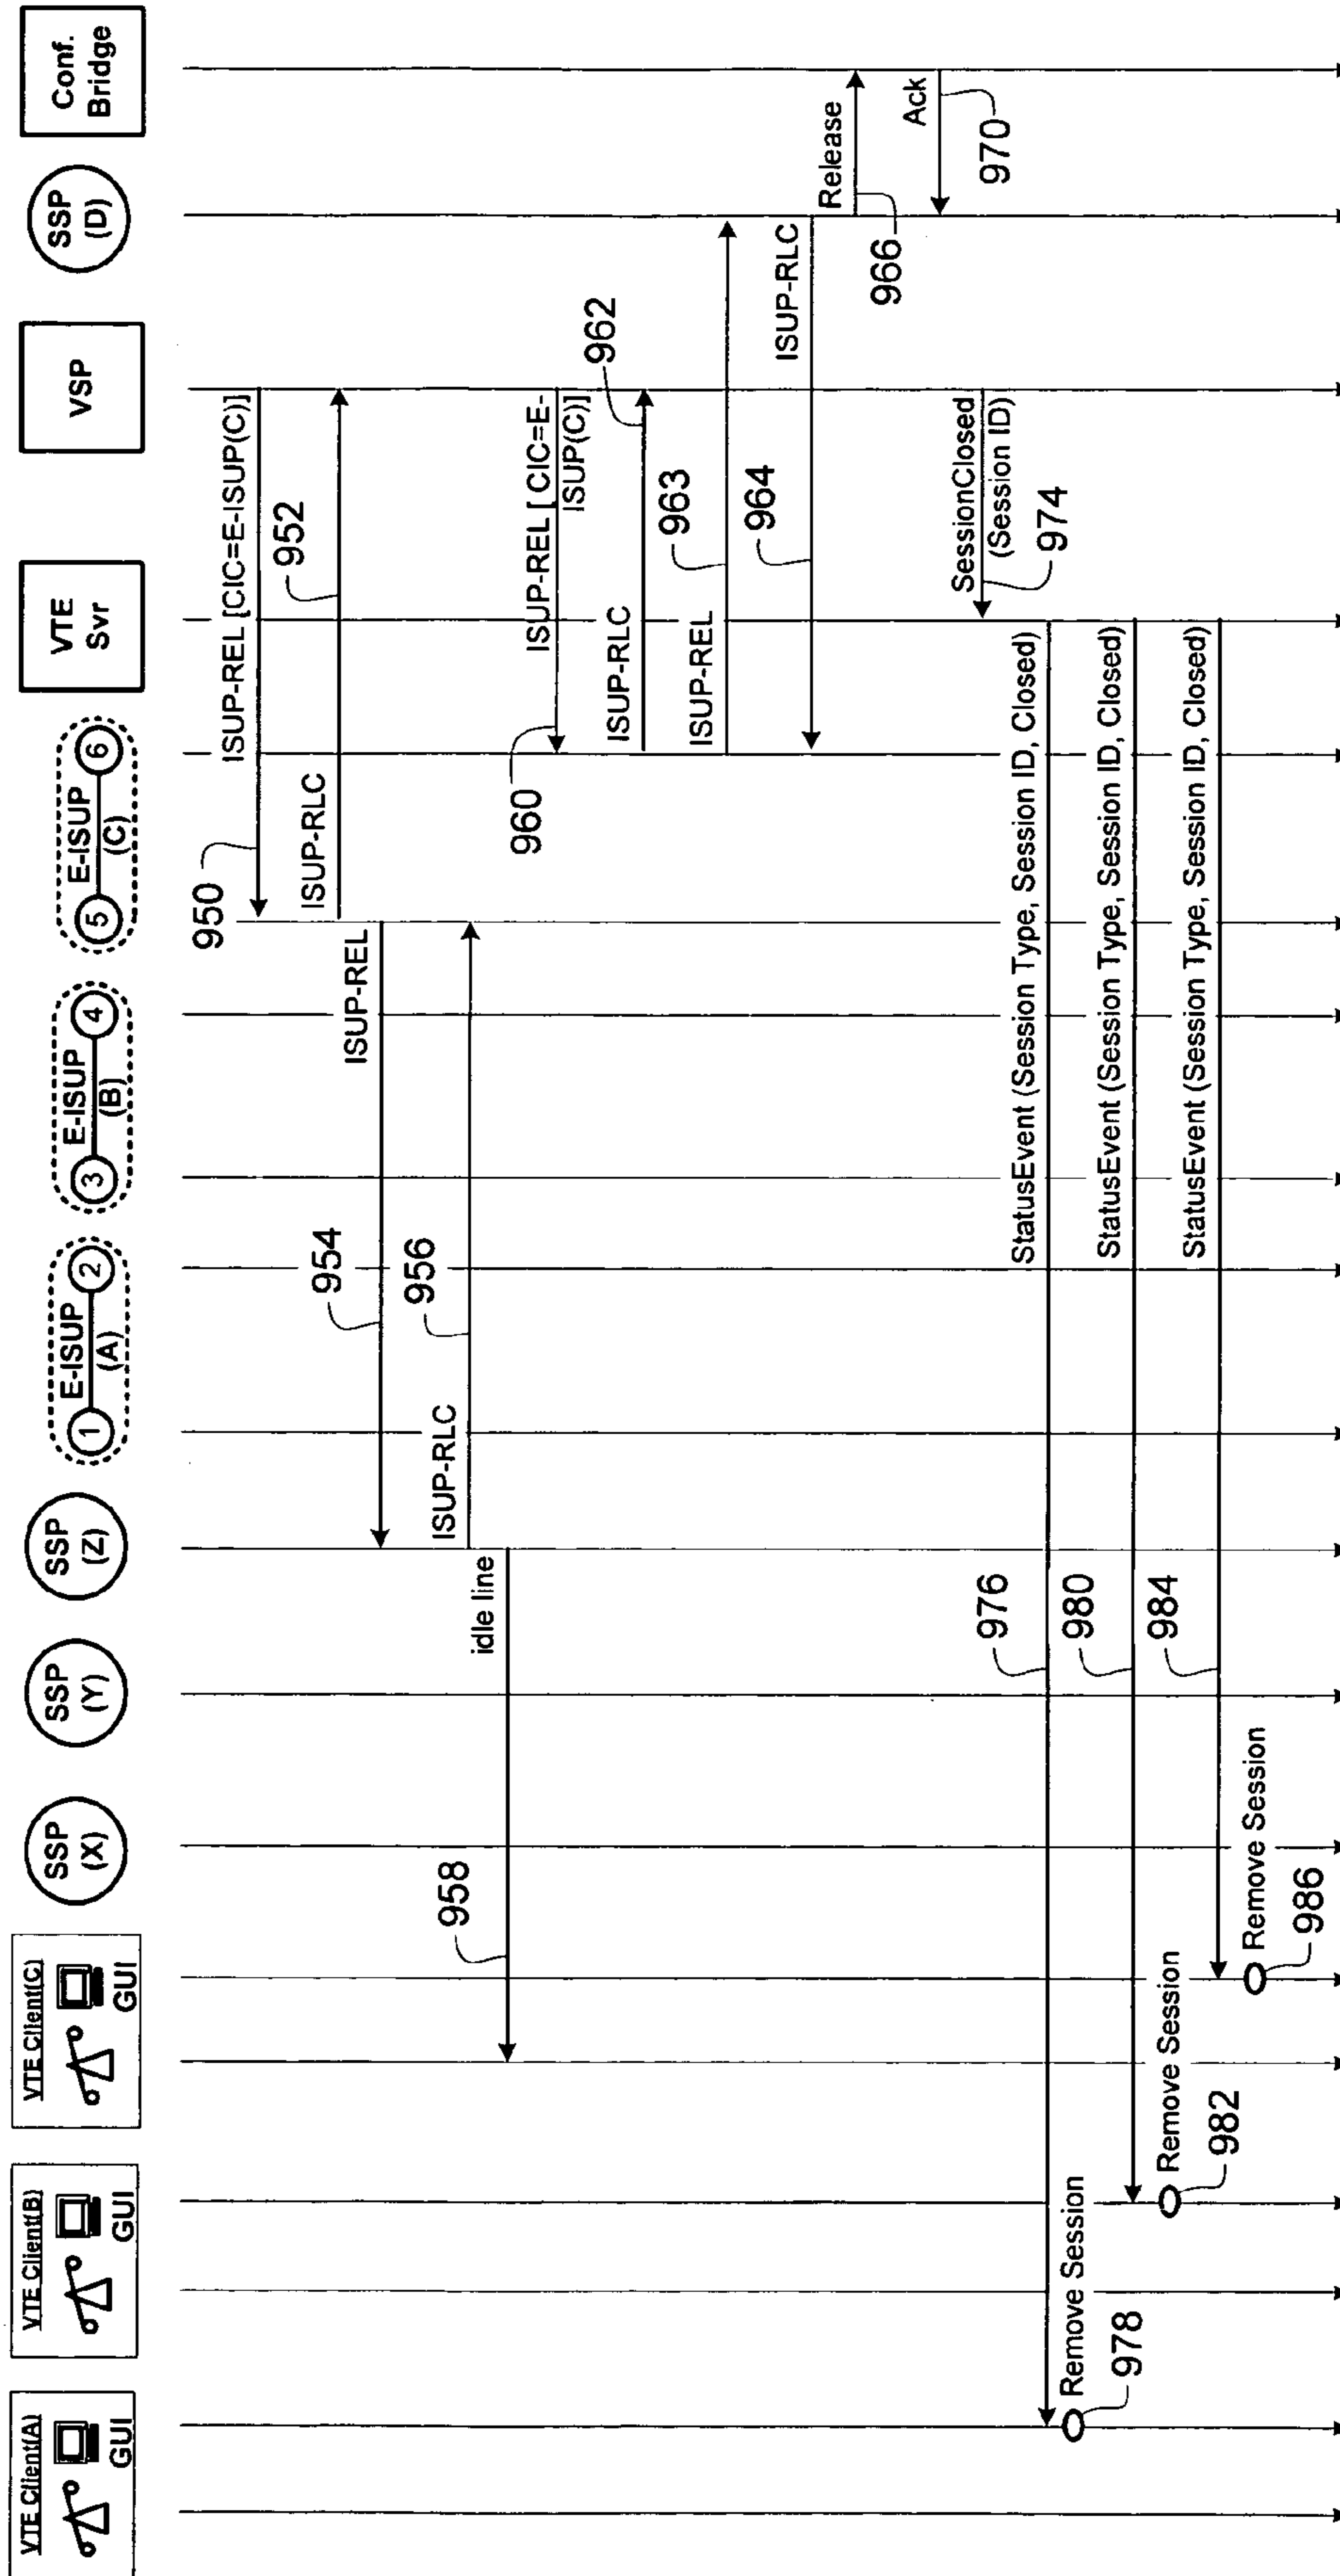 VTE Client(A)
GUI
VTE Client(B)
GUI
VTE Client(C)
GUI
SSP
(X)
SSP
(Y)
SSP
(Z)
1
E-ISUP
(A)
2
3
E-ISUP
(B)
4
5
E-ISUP
(C)
6
VTE
Svr
VSP
SSP
(D)
Conf.
Bridge
950
ISUP-REL [CIC=E-ISUP(C)]
ISUP-RLC
952
954
ISUP-REL
ISUP-RLC
956
958
idle line
960
ISUP-REL [ CIC=E-
ISUP(C)]
ISUP-RLC
962
ISUP-REL
963
964
ISUP-RLC
Release
966
Ack
970
SessionClosed
(Session ID)
974
976
StatusEvent (Session Type, Session ID, Closed)
Remove Session
978
980
StatusEvent (Session Type, Session ID, Closed)
Remove Session
982
984
StatusEvent (Session Type, Session ID, Closed)
Remove Session
986